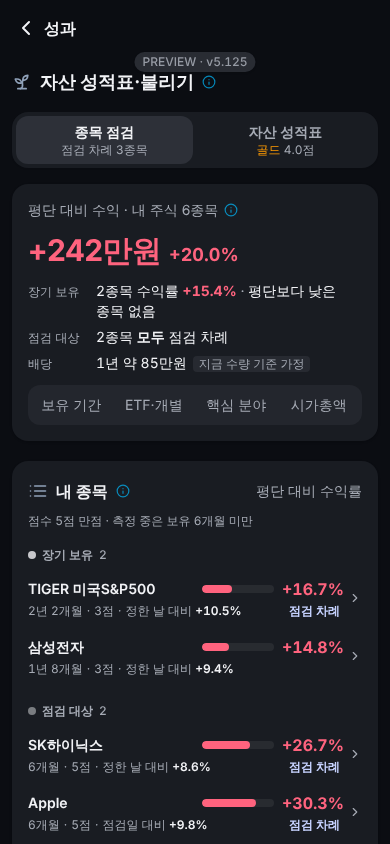 성과
PREVIEW · v5.125
자산 성적표·불리기
종목 점검
점검 차례 3종목
자산 성적표
골드 4.0점
평단 대비 수익 · 내 주식 6종목
+242만원 +20.0%
장기 보유 2종목 수익률 +15.4% · 평단보다 낮은
종목 없음
점검 대상 2종목 모두 점검 차례
배당 1년 약 85만원 지금 수량 기준 가정
보유 기간 ETF·개별 핵심 분야 시가총액
내 종목 평단 대비 수익률
점수 5점 만점 · 측정 중은 보유 6개월 미만
장기 보유 2
TIGER 미국S&P500 +16.7%
2년 2개월 · 3점 · 정한 날 대비 +10.5% 점검 차례
삼성전자 +14.8%
1년 8개월 · 3점 · 정한 날 대비 +9.4%
점검 대상 2
SK하이닉스 +26.7%
6개월 · 5점 · 정한 날 대비 +8.6% 점검 차례
Apple +30.3%
6개월 · 5점 · 점검일 대비 +9.8% 점검 차례